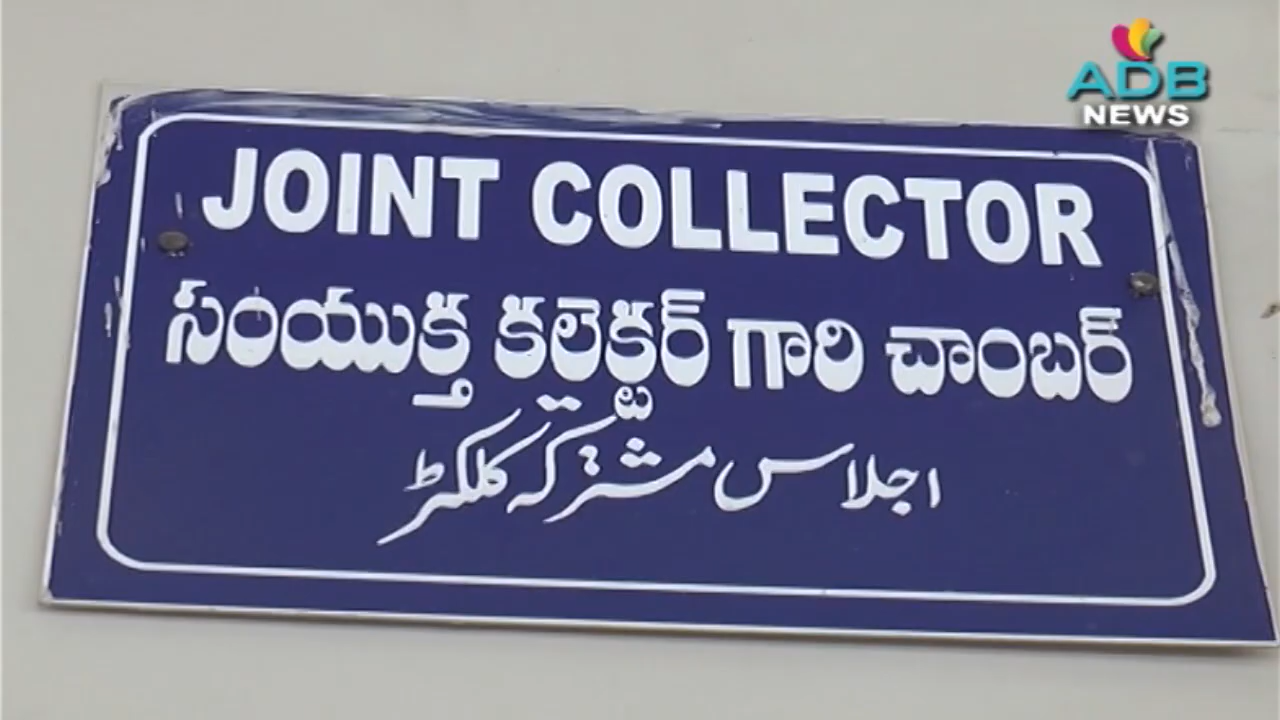 ADB
NEWS
JOINT COLLECTOR
సంయుక్త కలెక్టర్ గారి చాంబర్
اجلاس مشترکہ کلکٹر